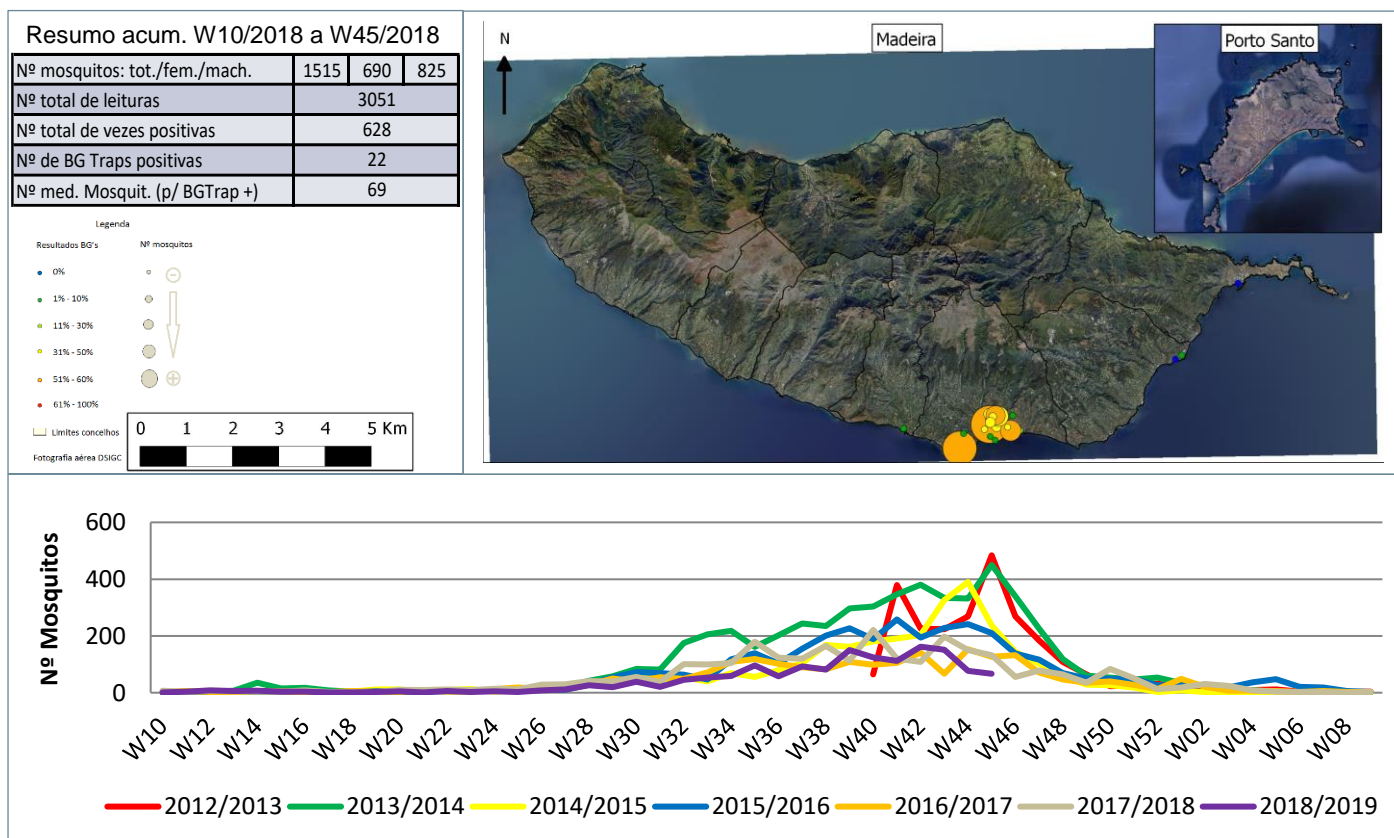 Resumo acum. W10/2018 a W45/2018
Nº mosquitos: tot./fem./mach. 1515 690 825
Nº total de leituras 3051
Nº total de vezes positivas 628
Nº de BG Traps positivas 22
Nº med. Mosquit. (p/ BGTrap +) 69
Legenda
Resultados BG's Nº mosquitos
0%
1% - 10%
11% - 30%
31% - 50%
51% - 60%
61% - 100%
Limites concelhos
Fotografia aérea DSIGC
0 1 2 3 4 5 Km
N
Madeira
Porto Santo
Nº Mosquitos
600
400
200
0
W10 W12 W14 W16 W18 W20 W22 W24 W26 W28 W30 W32 W34 W36 W38 W40 W42 W44 W46 W48 W50 W52 W02 W04 W06 W08
2012/2013 2013/2014 2014/2015 2015/2016 2016/2017 2017/2018 2018/2019